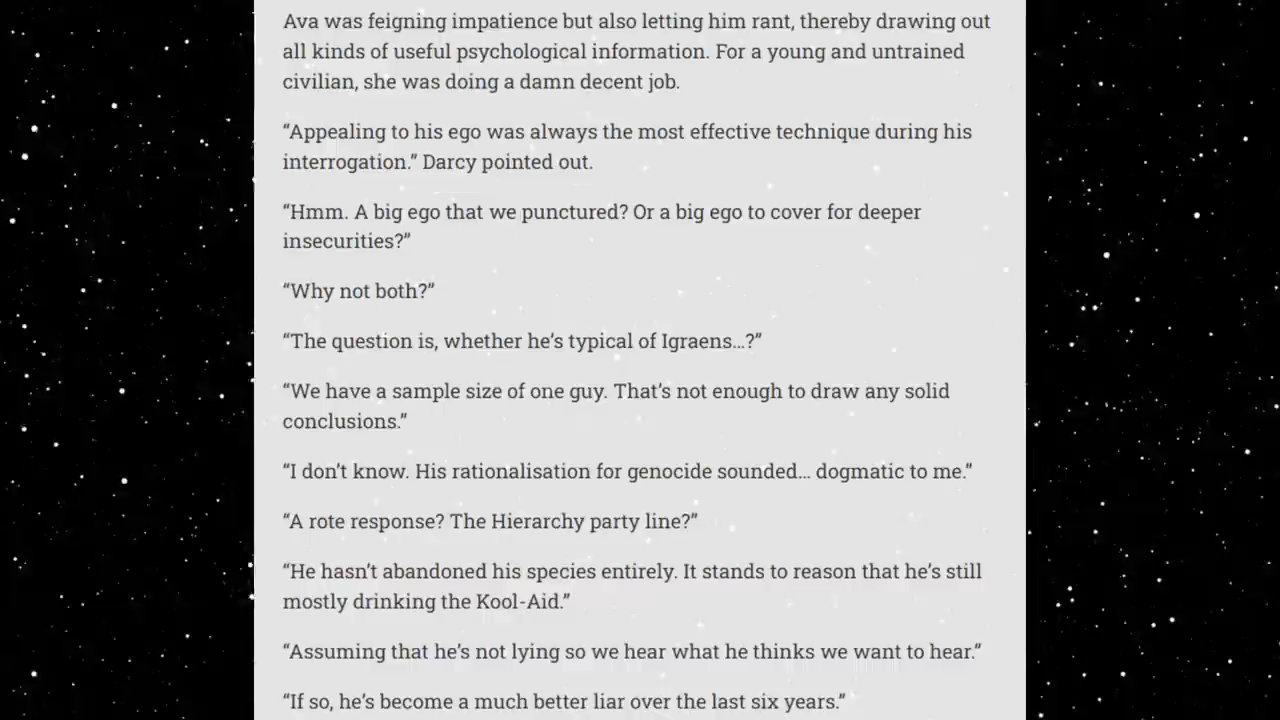 Ava was feigning impatience but also letting him rant, thereby drawing out
all kinds of useful psychological information. For a young and untrained
civilian, she was doing a damn decent job.
“Appealing to his ego was always the most effective technique during his
interrogation.” Darcy pointed out.
“Hmm. A big ego that we punctured? Or a big ego to cover for deeper
insecurities?”
“Why not both?”
“The question is, whether he’s typical of Igraens…?”
“We have a sample size of one guy. That’s not enough to draw any solid
conclusions.”
“I don’t know. His rationalisation for genocide sounded… dogmatic to me.”
“A rote response? The Hierarchy party line?”
“He hasn’t abandoned his species entirely. It stands to reason that he’s still
mostly drinking the Kool-Aid.”
“Assuming that he’s not lying so we hear what he thinks we want to hear.”
“If so, he’s become a much better liar over the last six years.”